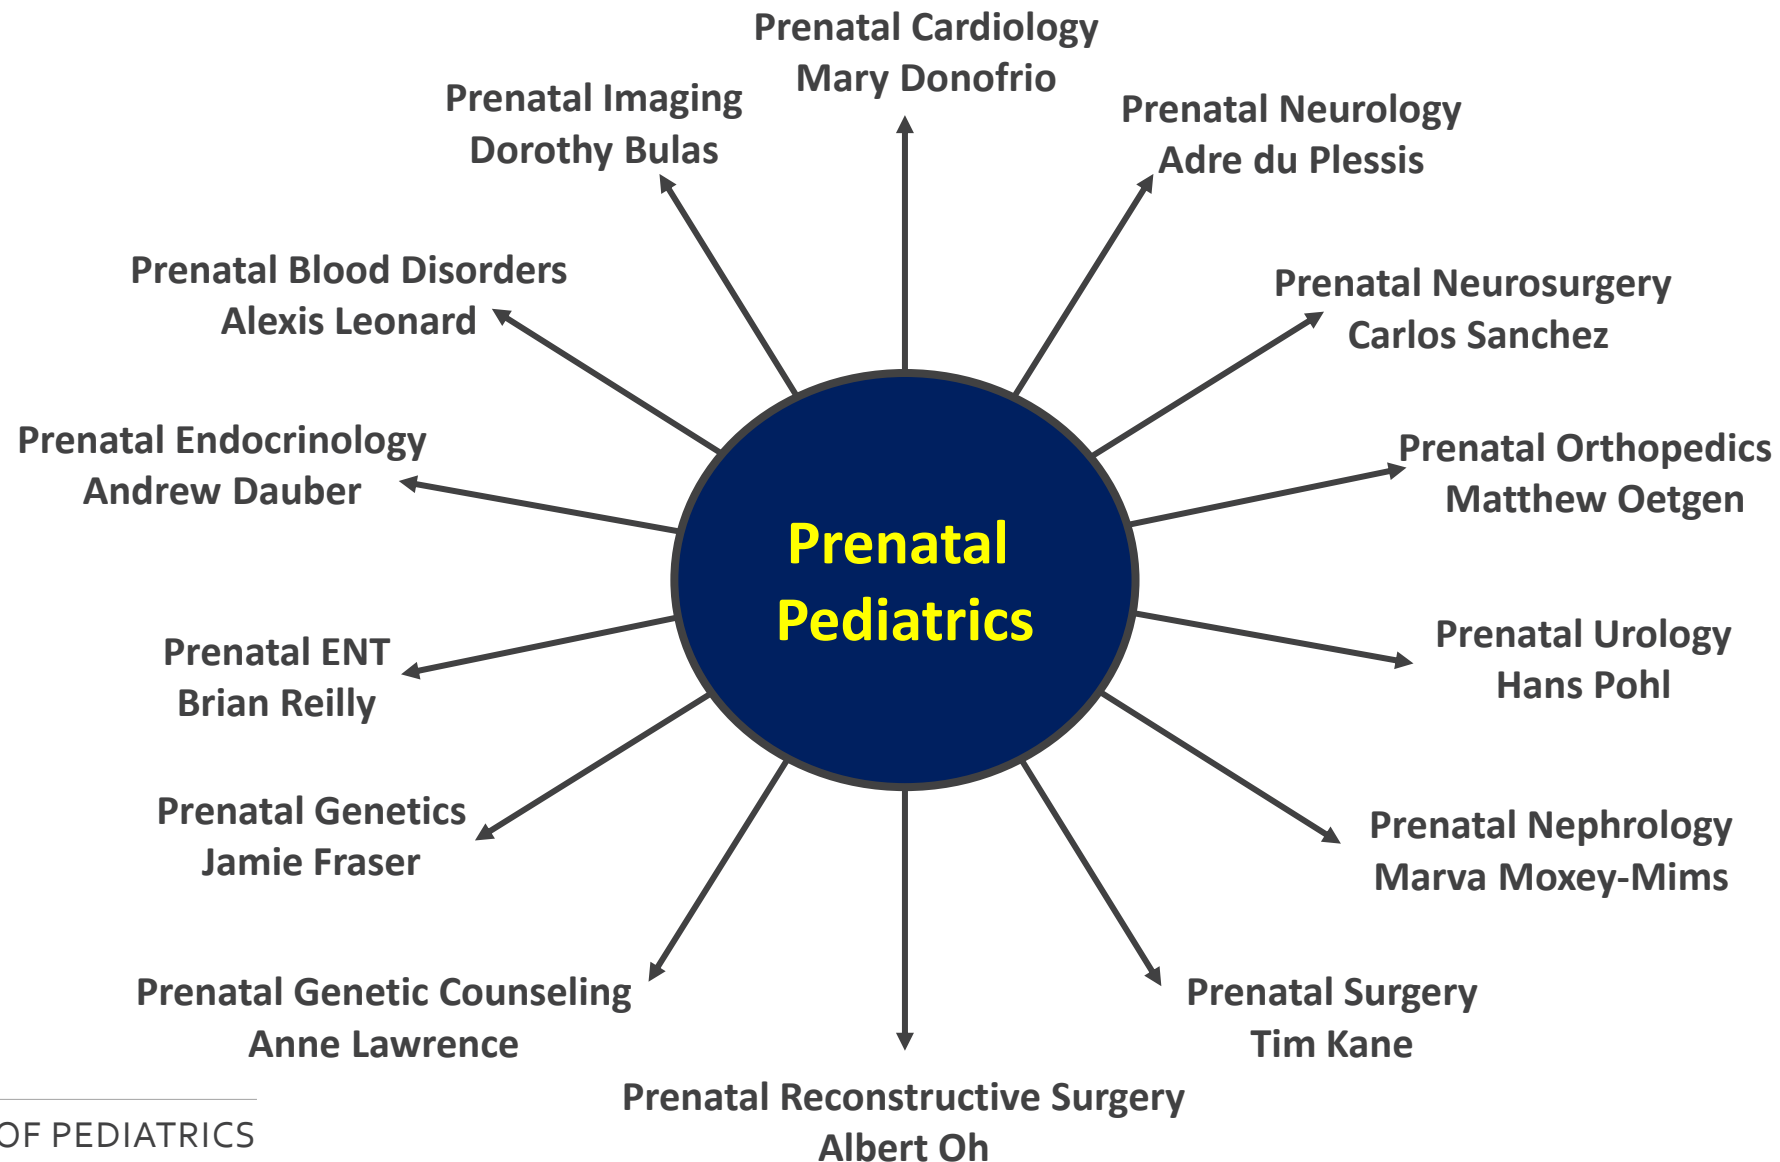 Prenatal Cardiology
Mary Donofrio
Prenatal Imaging
Dorothy Bulas
Prenatal Neurology
Adre du Plessis
Prenatal Blood Disorders
Alexis Leonard
Prenatal Neurosurgery
Carlos Sanchez
Prenatal Endocrinology
Andrew Dauber
Prenatal Orthopedics
Matthew Oetgen
Prenatal
Pediatrics
Prenatal ENT
Brian Reilly
Prenatal Urology
Hans Pohl
Prenatal Genetics
Jamie Fraser
Prenatal Nephrology
Marva Moxey-Mims
Prenatal Genetic Counseling
Anne Lawrence
Prenatal Surgery
Tim Kane
Prenatal Reconstructive Surgery
Albert Oh
OF PEDIATRICS